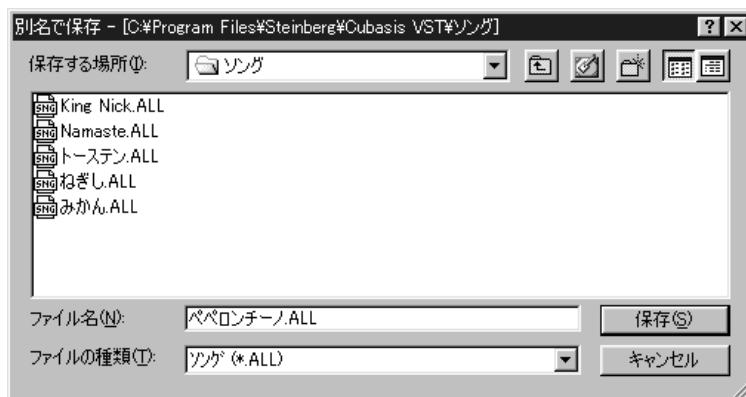 別名で保存 - [C:¥Program Files¥Steinberg¥Cubasis VST¥ソング]
保存する場所(I):
ソング
SNG King Nick.ALL
SNG Namaste.ALL
SNG トーステン.ALL
SNG ねぎし.ALL
SNG みかん.ALL
ファイル名(N):
ペペロンチーノ.ALL
保存(S)
ファイルの種類(T):
ソング (*.ALL)
キャンセル